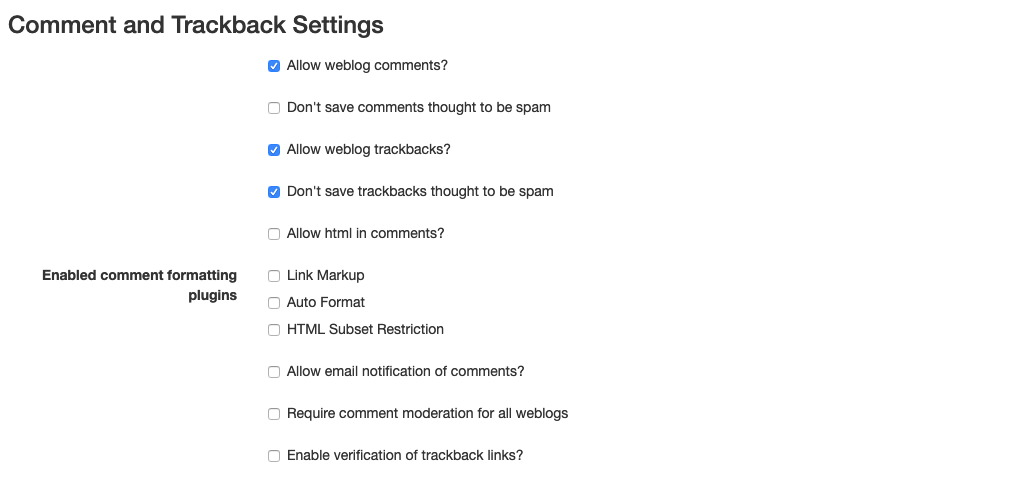 Comment and Trackback Settings
Allow weblog comments?
Don't save comments thought to be spam
Allow weblog trackbacks?
Don't save trackbacks thought to be spam
Allow html in comments?
Enabled comment formatting
plugins
Link Markup
Auto Format
HTML Subset Restriction
Allow email notification of comments?
Require comment moderation for all weblogs
Enable verification of trackback links?